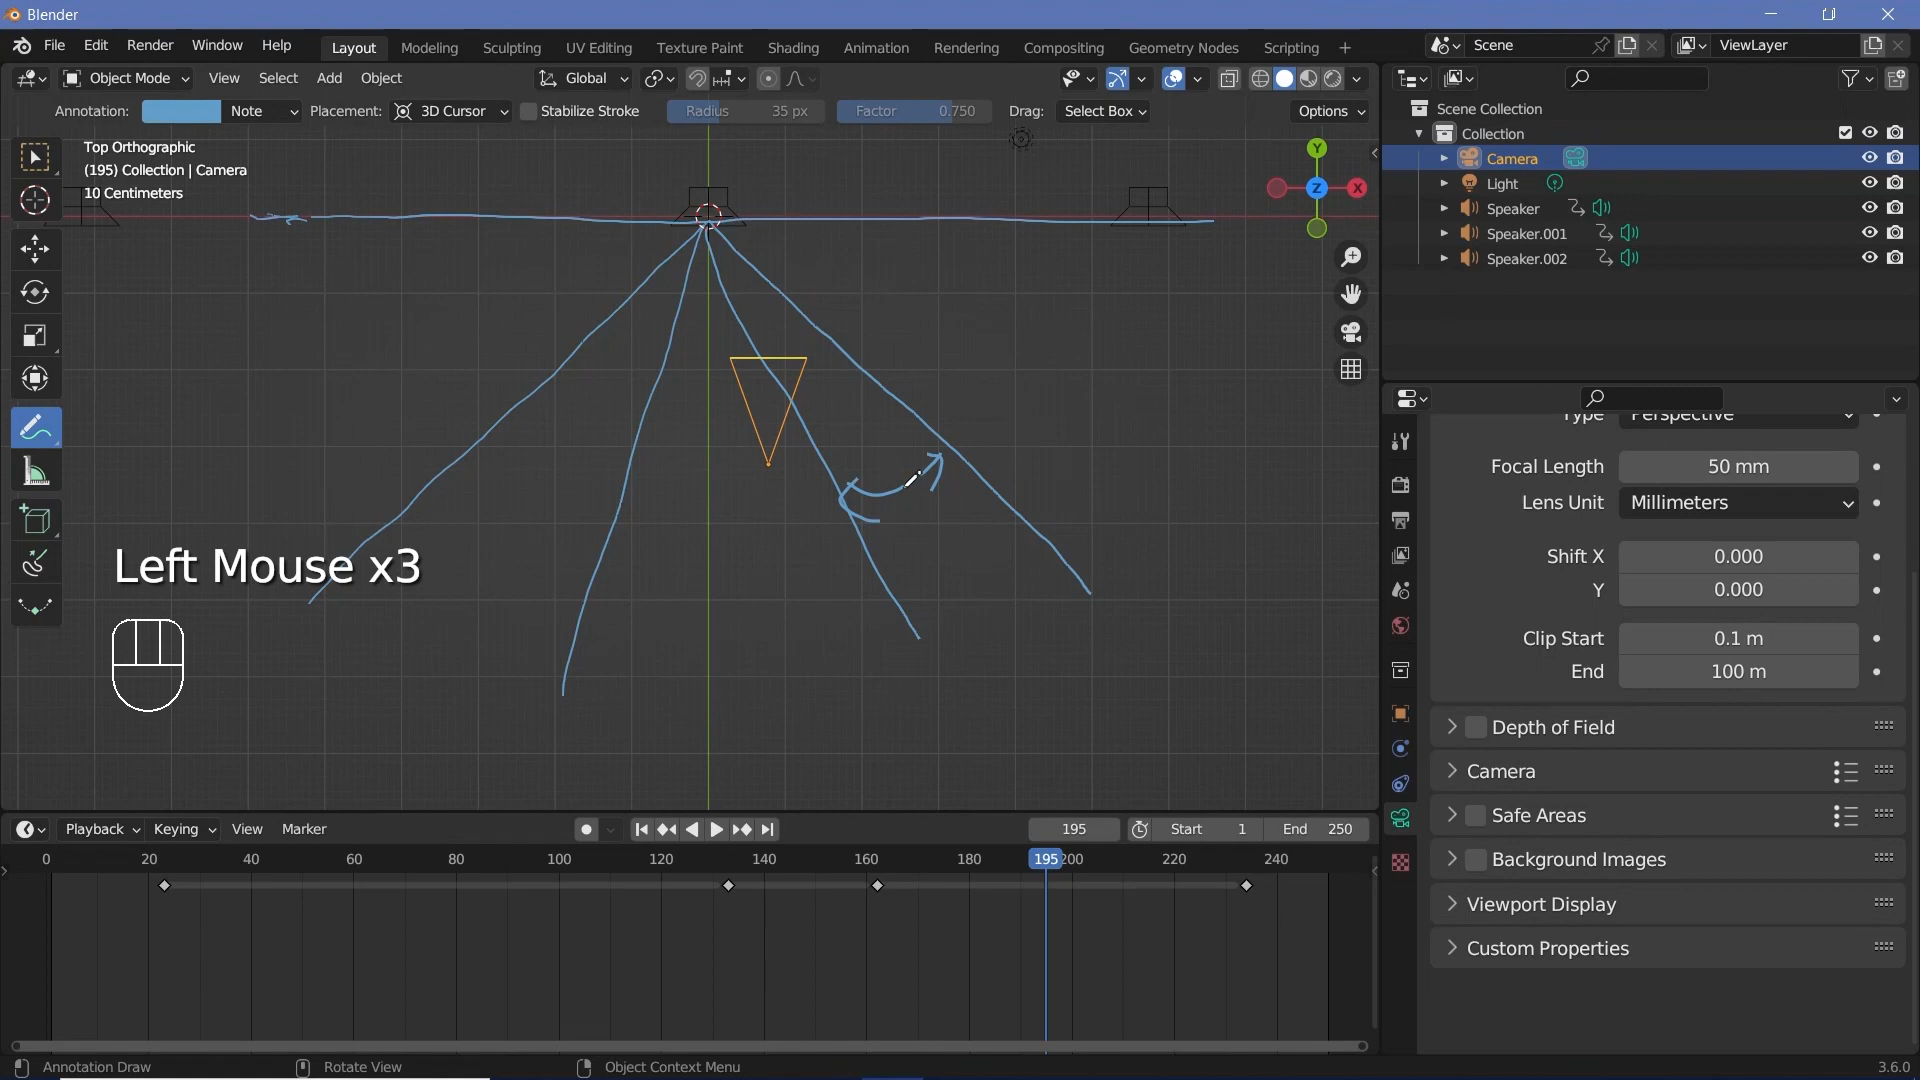 Blender
File Edit Render Window Help Layout Modeling Sculpting UV Editing Texture Paint Shading Animation Rendering Compositing Geometry Nodes Scripting + Scene ViewLayer
Object Mode View Select Add Object Global
Annotation: Note Placement: 3D Cursor Stabilize Stroke Radius 35 px Factor 0.750 Drag: Select Box Options
Top Orthographic
(195) Collection | Camera
10 Centimeters
Y
Z
X
Scene Collection
Collection
Camera
Light
Speaker
Speaker.001
Speaker.002
Type Perspective
Focal Length 50 mm
Lens Unit Millimeters
Shift X 0.000
Y 0.000
Clip Start 0.1 m
End 100 m
Depth of Field
Camera
Safe Areas
Background Images
Viewport Display
Custom Properties
Left Mouse x3
Playback Keying View Marker 195 Start 1 End 250
0 20 40 60 80 100 120 140 160 180 195 200 220 240
Annotation Draw Rotate View Object Context Menu 3.6.0